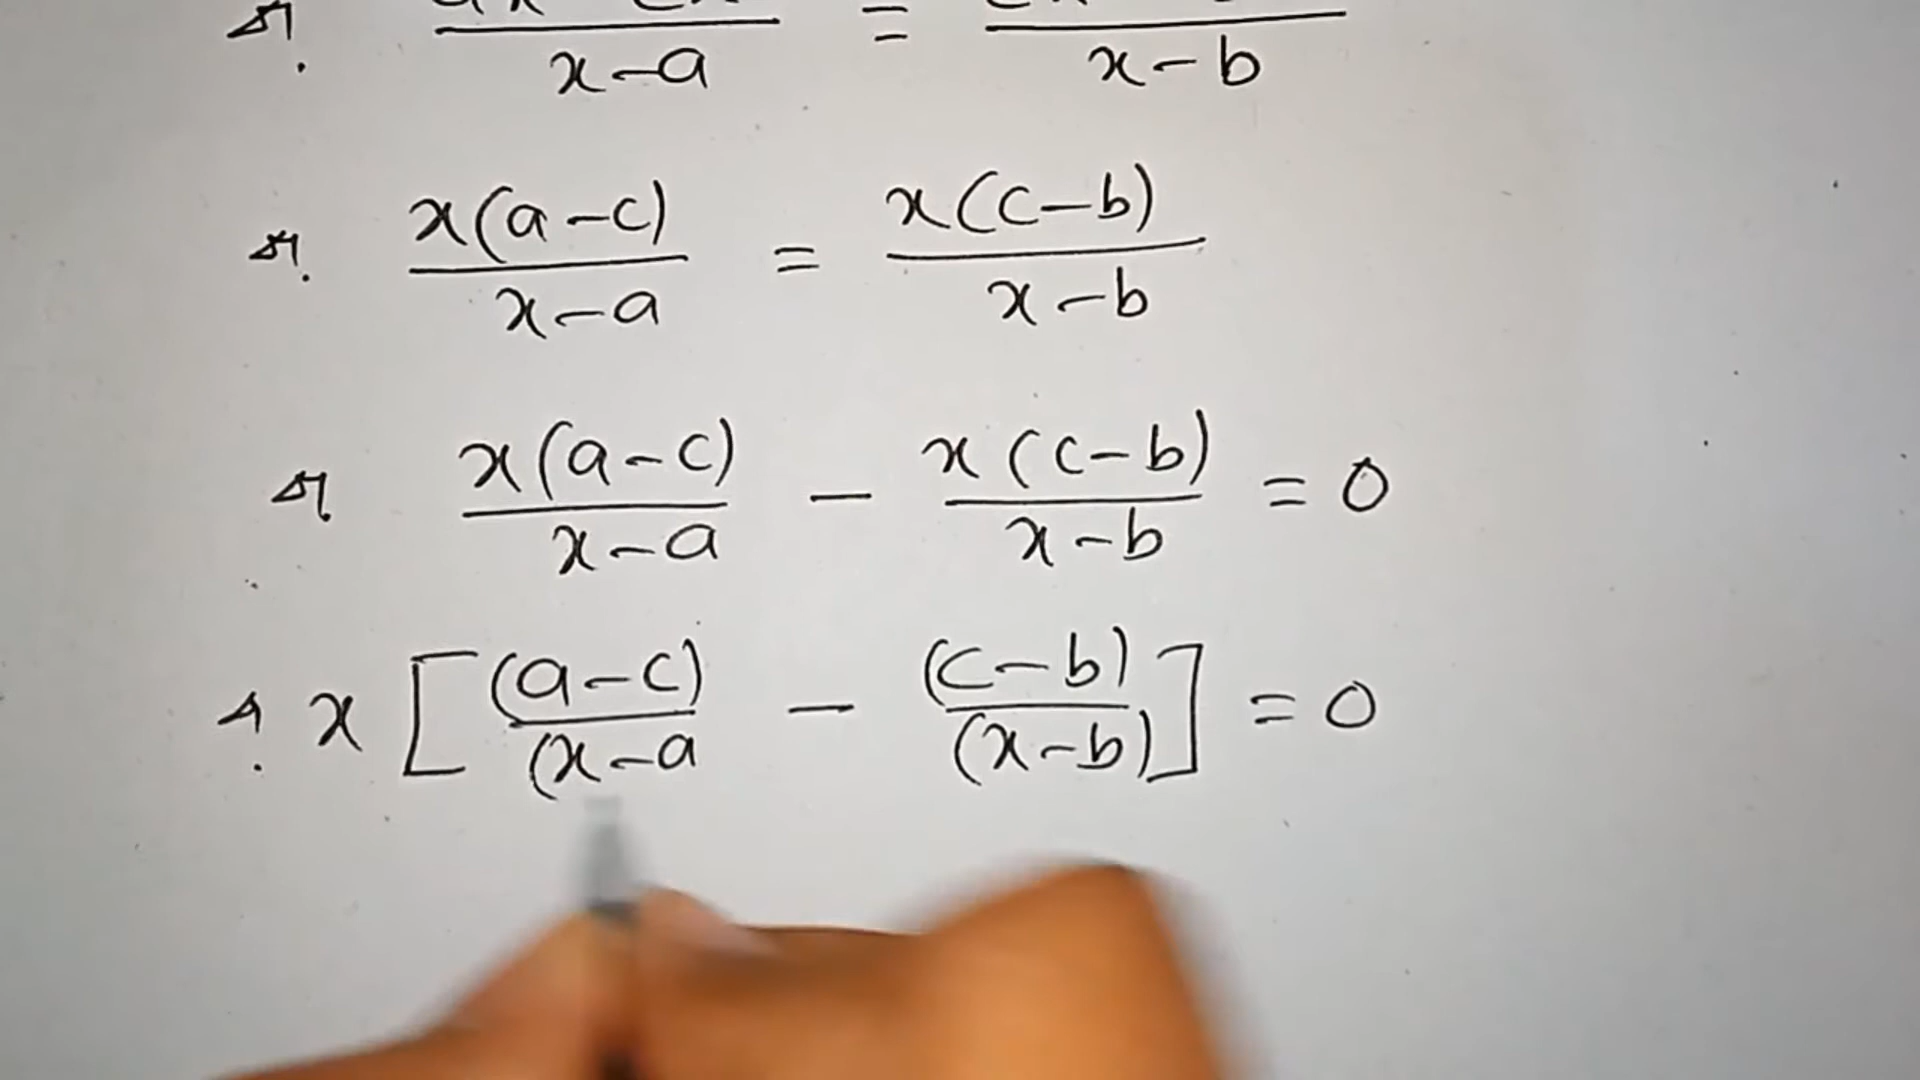 বা, x-a = x-b
বা, x(a-c)/x-a = x(c-b)/x-b
বা, x(a-c)/x-a - x(c-b)/x-b = 0
বা, x[(a-c)/(x-a - (c-b)/(x-b)] = 0